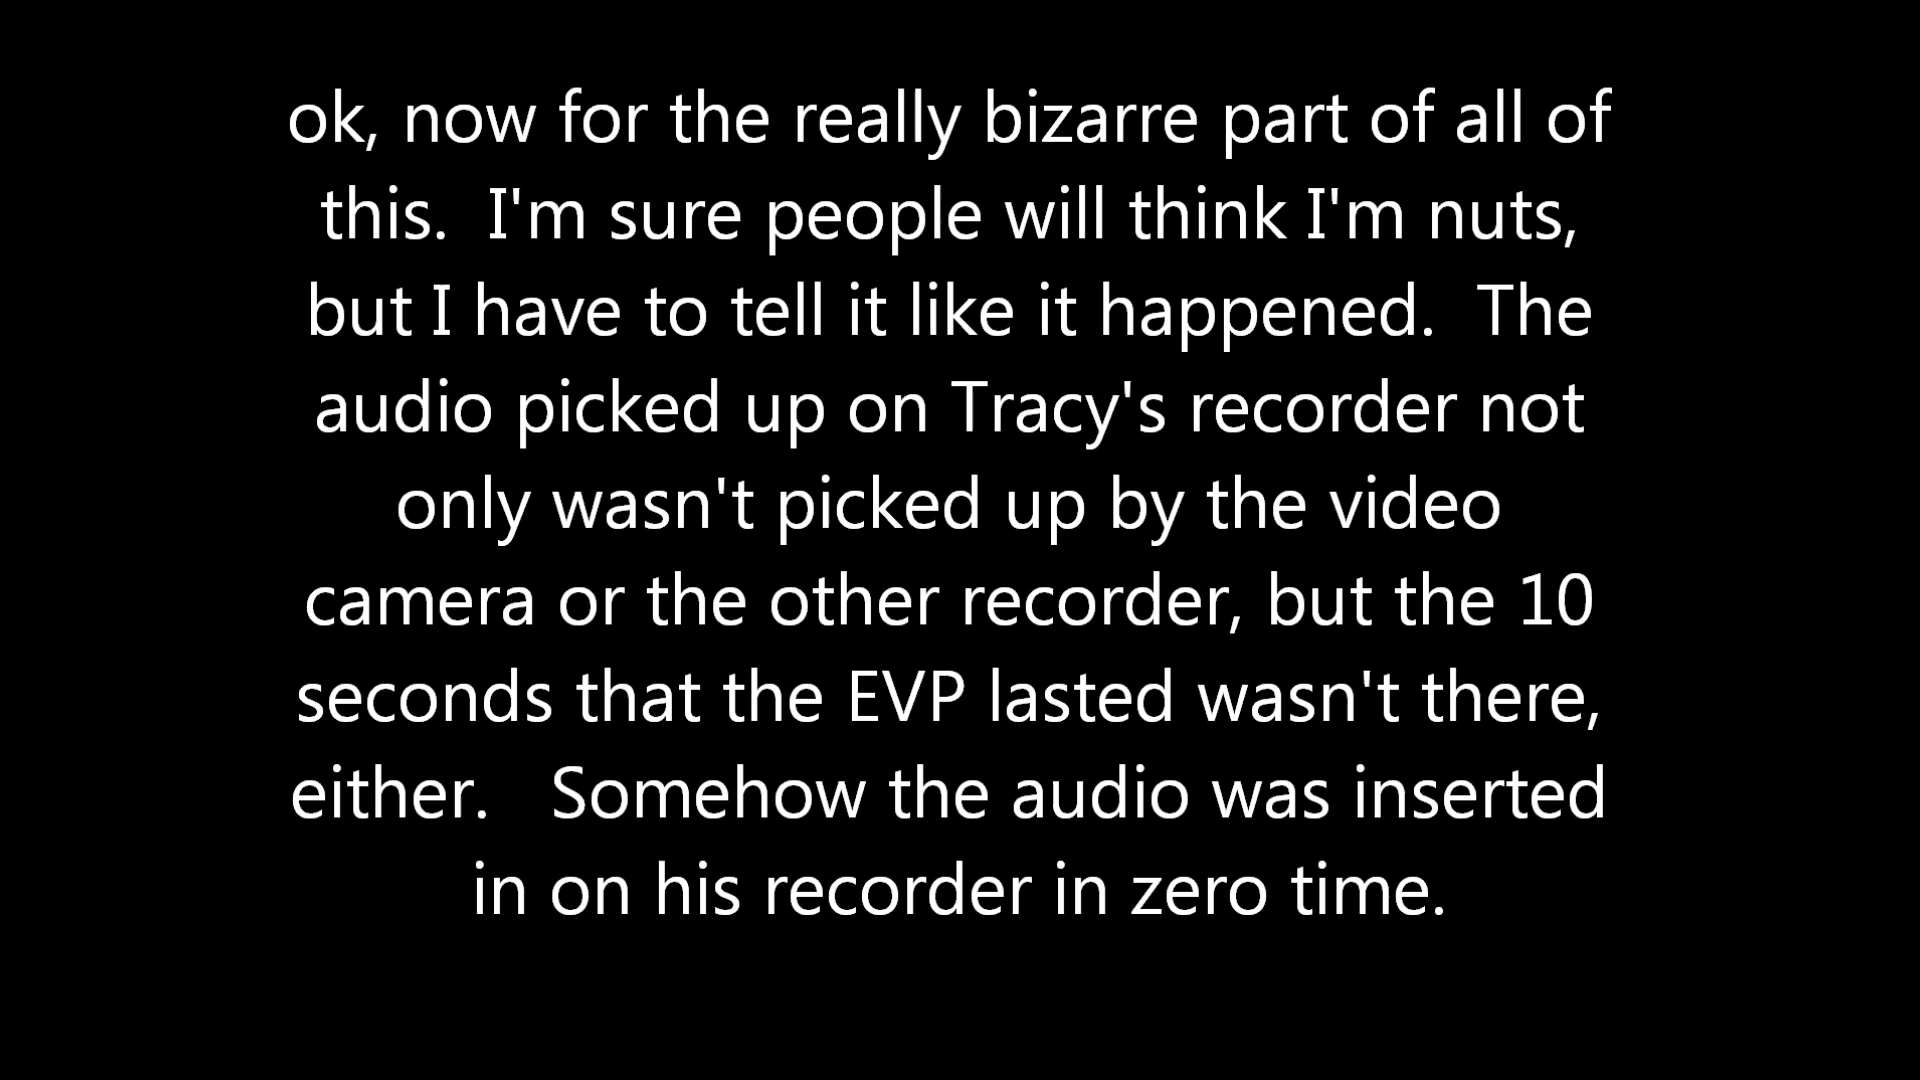 ok, now for the really bizarre part of all of
this.  I'm sure people will think I'm nuts,
but I have to tell it like it happened.  The
audio picked up on Tracy's recorder not
only wasn't picked up by the video
camera or the other recorder, but the 10
seconds that the EVP lasted wasn't there,
either.   Somehow the audio was inserted
in on his recorder in zero time.